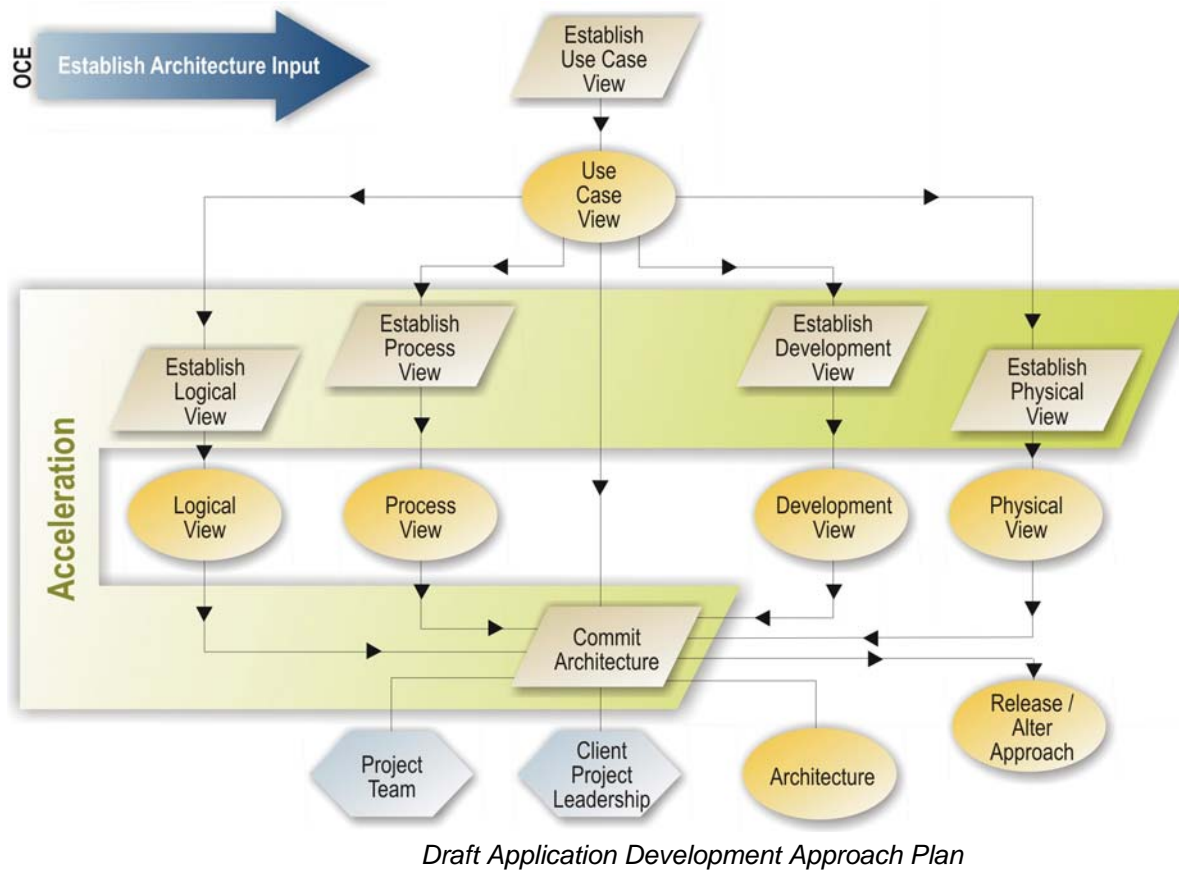 OCE
Establish Architecture Input
Establish
Use Case
View
Use
Case
View
Establish
Process
View
Establish
Development
View
Establish
Logical
View
Establish
Physical
View
Acceleration
Logical
View
Process
View
Development
View
Physical
View
Commit
Architecture
Release /
Alter
Approach
Project
Team
Client
Project
Leadership
Architecture
Draft Application Development Approach Plan